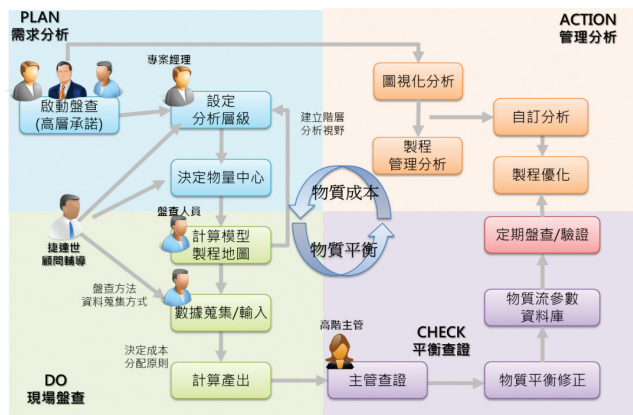 PLAN
需求分析
啟動盤查
(高層承諾)
專案經理
設定
分析層級
建立階層
分析視野
決定物量中心
捷達世
顧問輔導
盤查人員
計算模型
製程地圖
盤查方法
資料蒐集方式
數據蒐集/輸入
決定成本
分配原則
計算產出
DO
現場盤查
物質成本
物質平衡
ACTION
管理分析
圖視化分析
自訂分析
製程
管理分析
製程優化
定期盤查/驗證
物質流參數
資料庫
高階主管
CHECK
平衡查證
主管查證
物質平衡修正